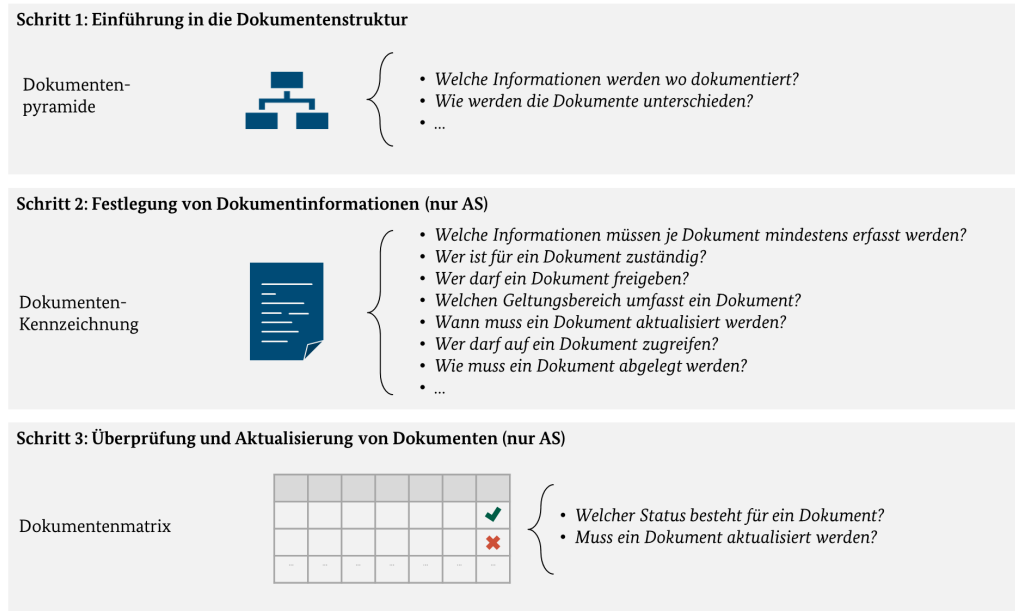 Schritt 1: Einführung in die Dokumentenstruktur
Dokumenten-
pyramide
• Welche Informationen werden wo dokumentiert?
• Wie werden die Dokumente unterschieden?
• ...
Schritt 2: Festlegung von Dokumentinformationen (nur AS)
Dokumenten-
Kennzeichnung
• Welche Informationen müssen je Dokument mindestens erfasst werden?
• Wer ist für ein Dokument zuständig?
• Wer darf ein Dokument freigeben?
• Welchen Geltungsbereich umfasst ein Dokument?
• Wann muss ein Dokument aktualisiert werden?
• Wer darf auf ein Dokument zugreifen?
• Wie muss ein Dokument abgelegt werden?
• ...
Schritt 3: Überprüfung und Aktualisierung von Dokumenten (nur AS)
Dokumentenmatrix
• Welcher Status besteht für ein Dokument?
• Muss ein Dokument aktualisiert werden?